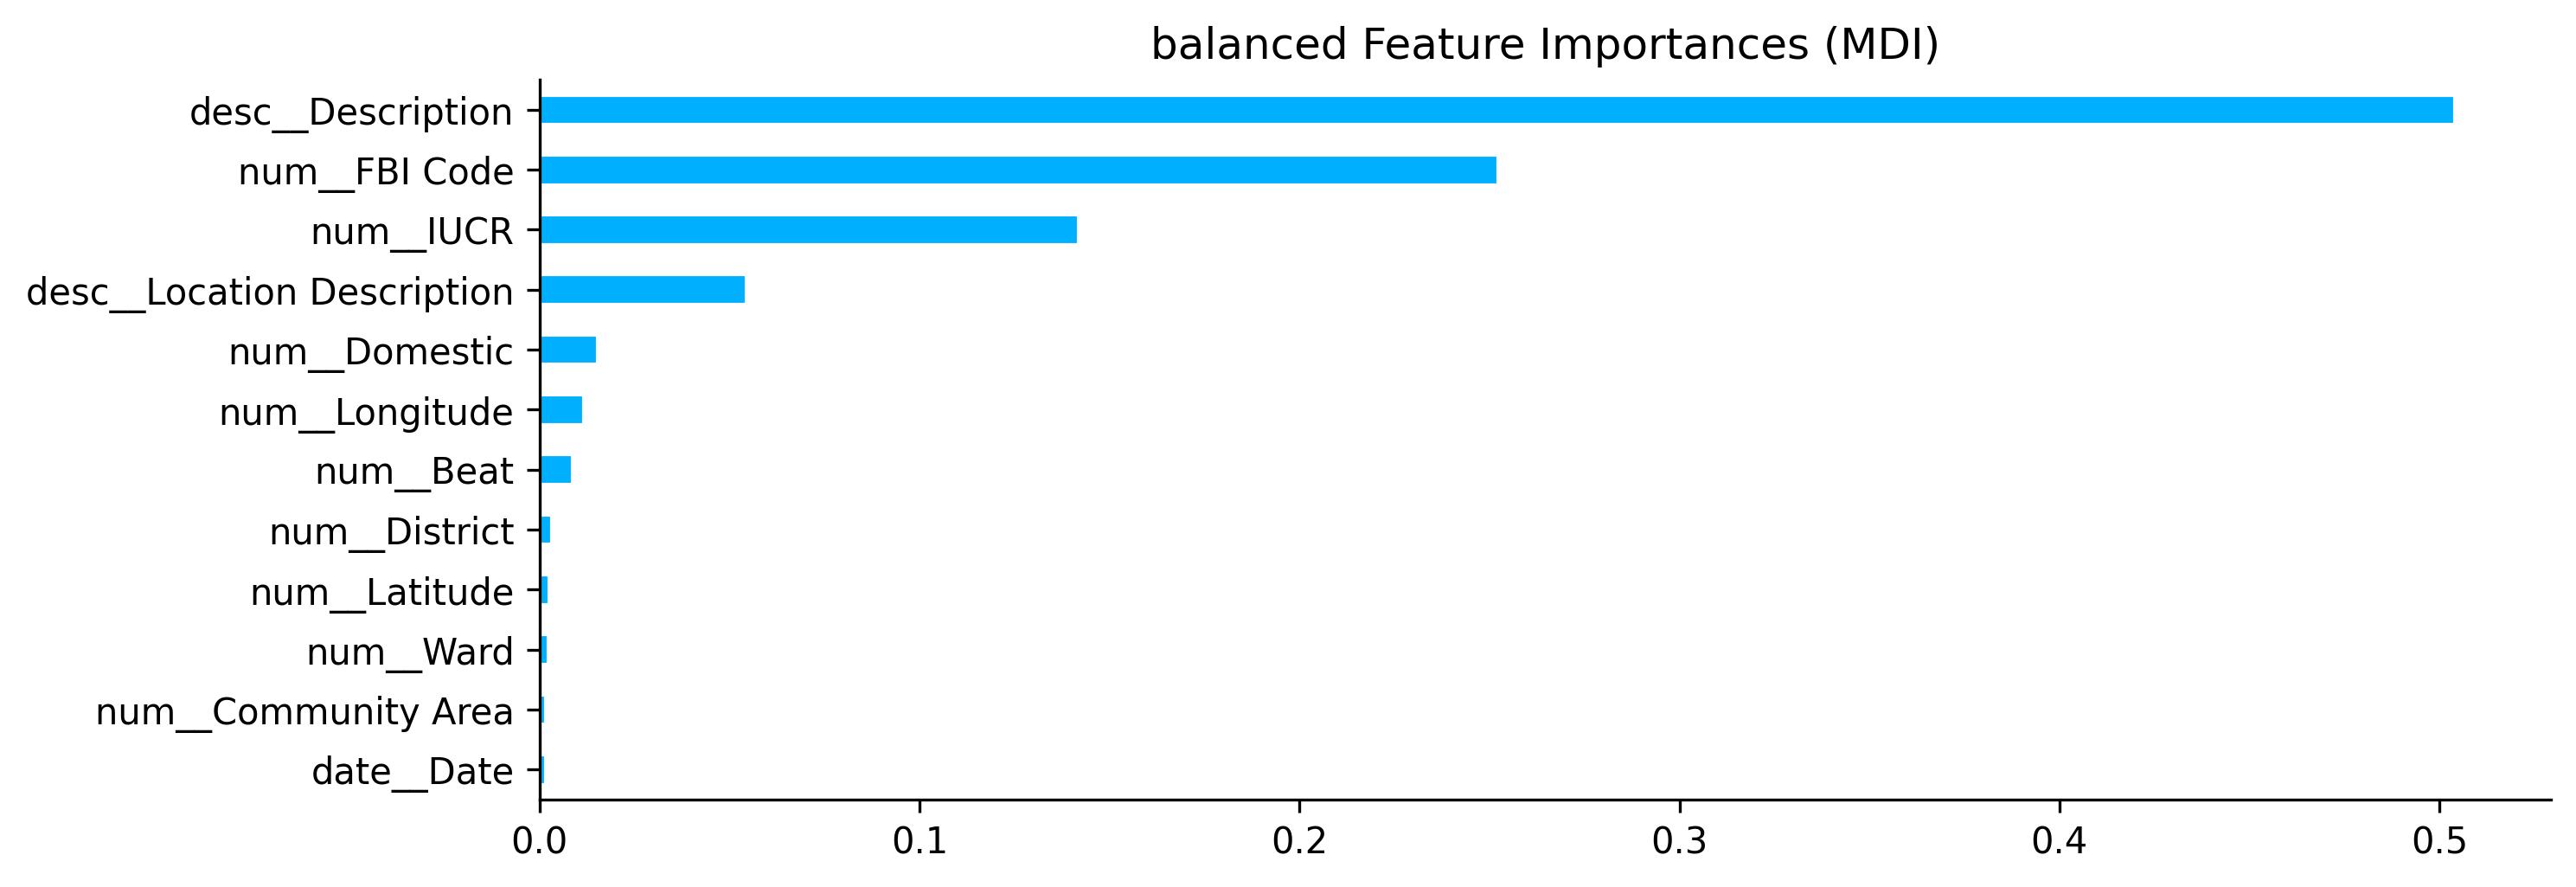 balanced Feature Importances (MDI)
desc__Description
num__FBI Code
num__IUCR
desc__Location Description
num__Domestic
num__Longitude
num__Beat
num__District
num__Latitude
num__Ward
num__Community Area
date__Date
0.0 0.1 0.2 0.3 0.4 0.5